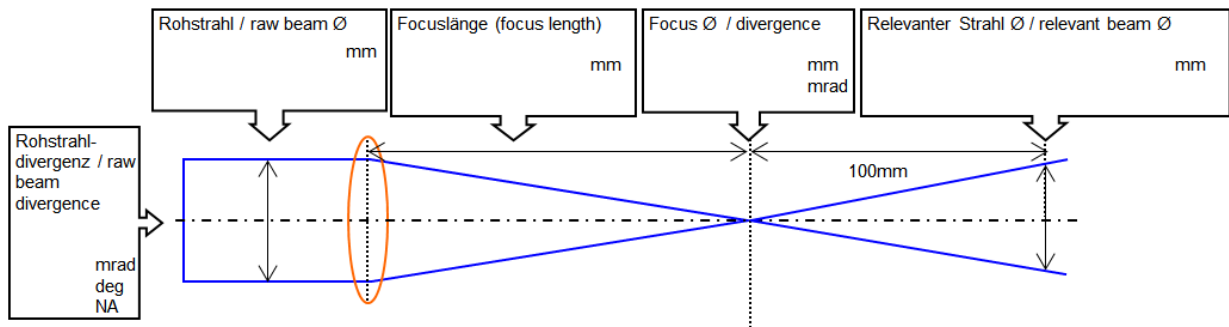 Rohstrahl / raw beam Ø
mm
Focuslänge (focus length)
mm
Focus Ø / divergence
mm
mrad
Relevanter Strahl Ø / relevant beam Ø
mm
Rohstrahl-
divergenz / raw
beam
divergence
mrad
deg
NA
100mm